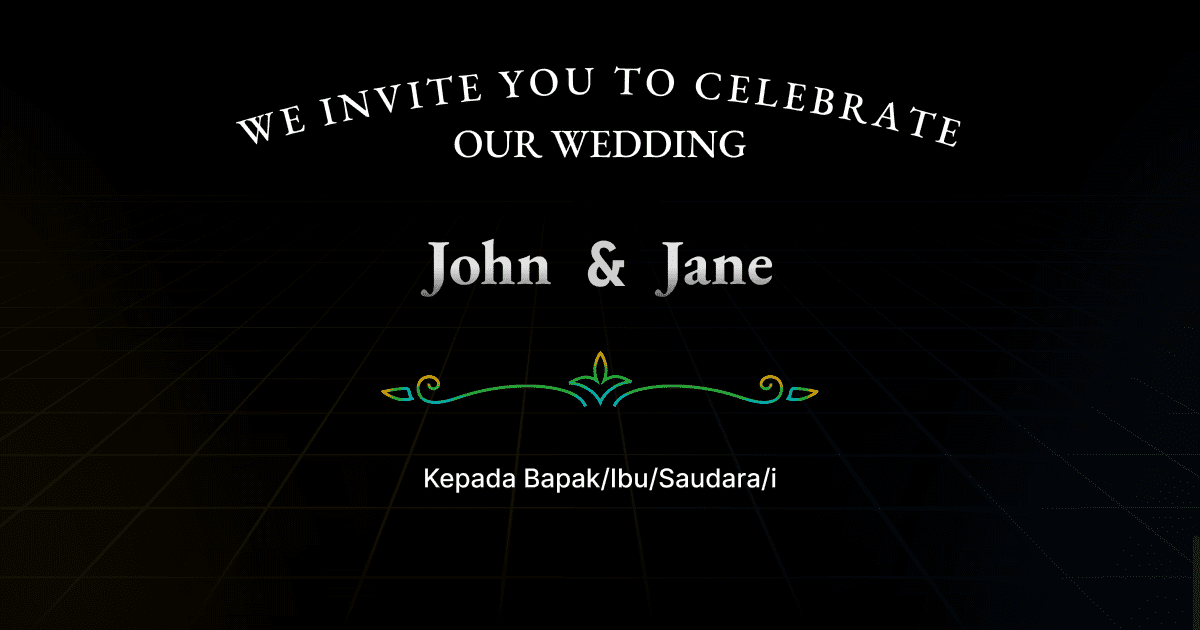 WE INVITE YOU TO CELEBRATE
OUR WEDDING
John & Jane
Kepada Bapak/Ibu/Saudara/i